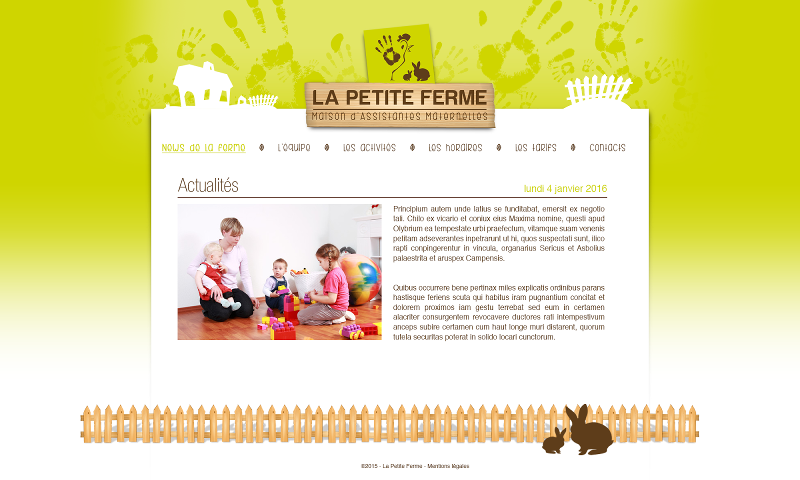 LA PETITE FERME
Maison d'Assistantes Maternelles
News de la ferme
L'équipe
Les activités
Les horaires
Les tarifs
Contacts
Actualités
lundi 4 janvier 2016
Principium autem unde latius se funditabat, emersit ex negotio
tali. Chilo ex vicario et coniux eius Maxima nomine, questi apud
Olybrium ea tempestate urbi praefectum, vitamque suam venenis
petitam adseverantes inpetrarunt ut hi, quos suspectati sunt, ilico
rapti conpingerentur in vincula, organarius Sericus et Asbolius
palaestrita et aruspex Campensis.
Quibus occurrere bene pertinax miles explicatis ordinibus parans
hastisque feriens scuta qui habitus iram pugnantium concitat et
dolorem proximos iam gestu terrebat sed eum in certamen
alacriter consurgentem revocavere ductores rati intempestivum
anceps subire certamen cum haut longe muri distarent, quorum
tutela securitas poterat in solido locari cunctorum.
©2015 - La Petite Ferme - Mentions légales